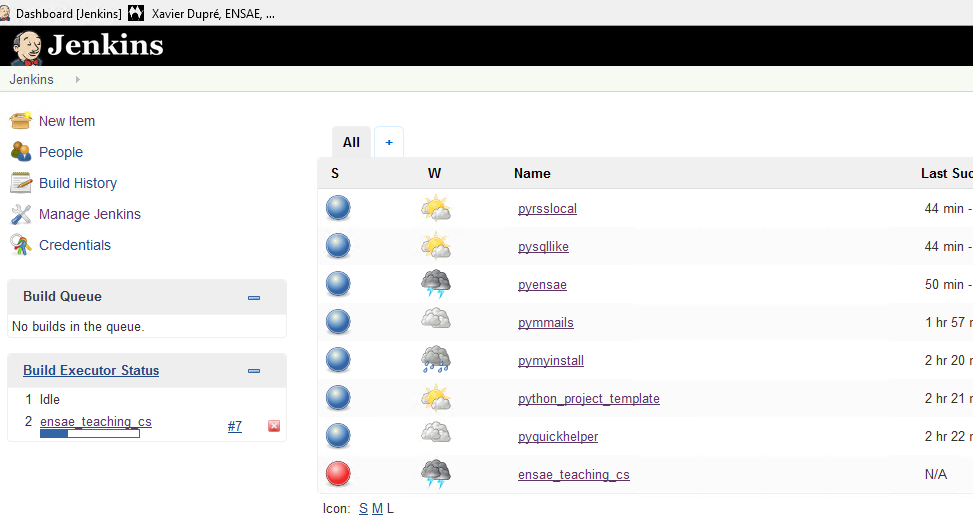 Dashboard [Jenkins] Xavier Dupré, ENSAE, ...
Jenkins
Jenkins
New Item
People
Build History
Manage Jenkins
Credentials
Build Queue
No builds in the queue.
Build Executor Status
1 Idle
2 ensae_teaching_cs #7
All +
S W Name Last Suc
pyrsslocal 44 min -
pysqllike 44 min -
pyensae 50 min -
pymmails 1 hr 57 m
pymyinstall 2 hr 20 m
python_project_template 2 hr 21 m
pyquickhelper 2 hr 22 m
ensae_teaching_cs N/A
Icon: S M L